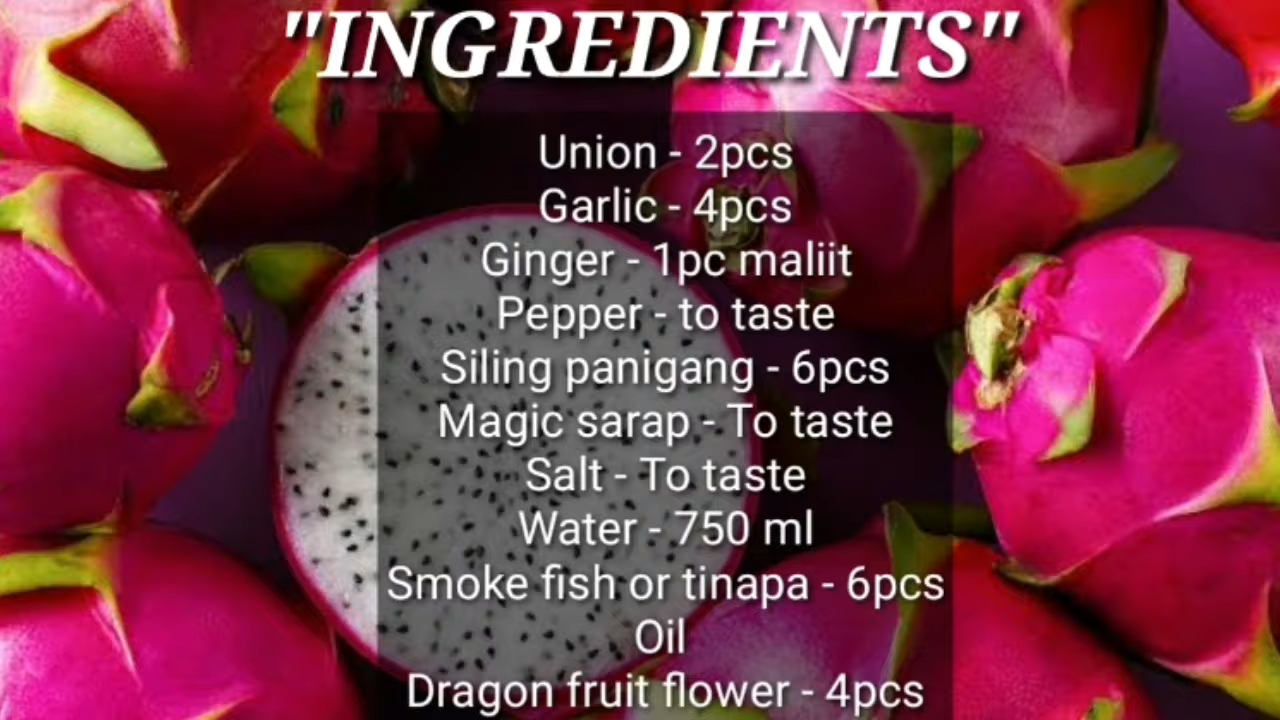 "INGREDIENTS"
Union - 2pcs
Garlic - 4pcs
Ginger - 1pc maliit
Pepper - to taste
Siling panigang - 6pcs
Magic sarap - To taste
Salt - To taste
Water - 750 ml
Smoke fish or tinapa - 6pcs
Oil
Dragon fruit flower - 4pcs